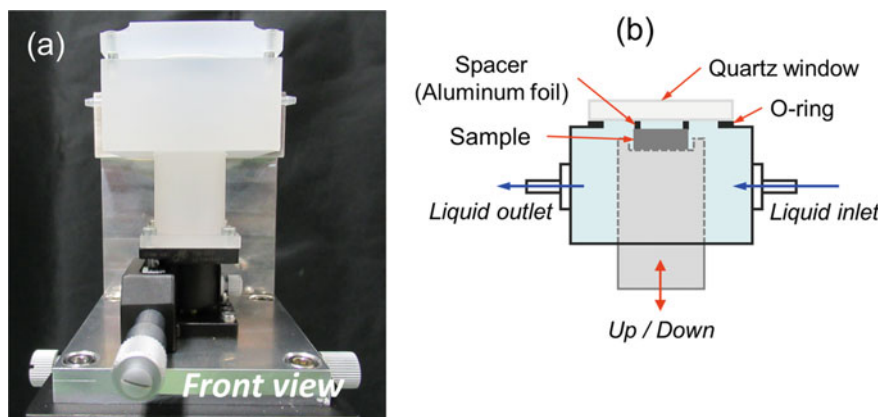 (a)
Front view
(b)
Spacer
(Aluminum foil)
Quartz window
O-ring
Sample
Liquid outlet
Liquid inlet
Up / Down